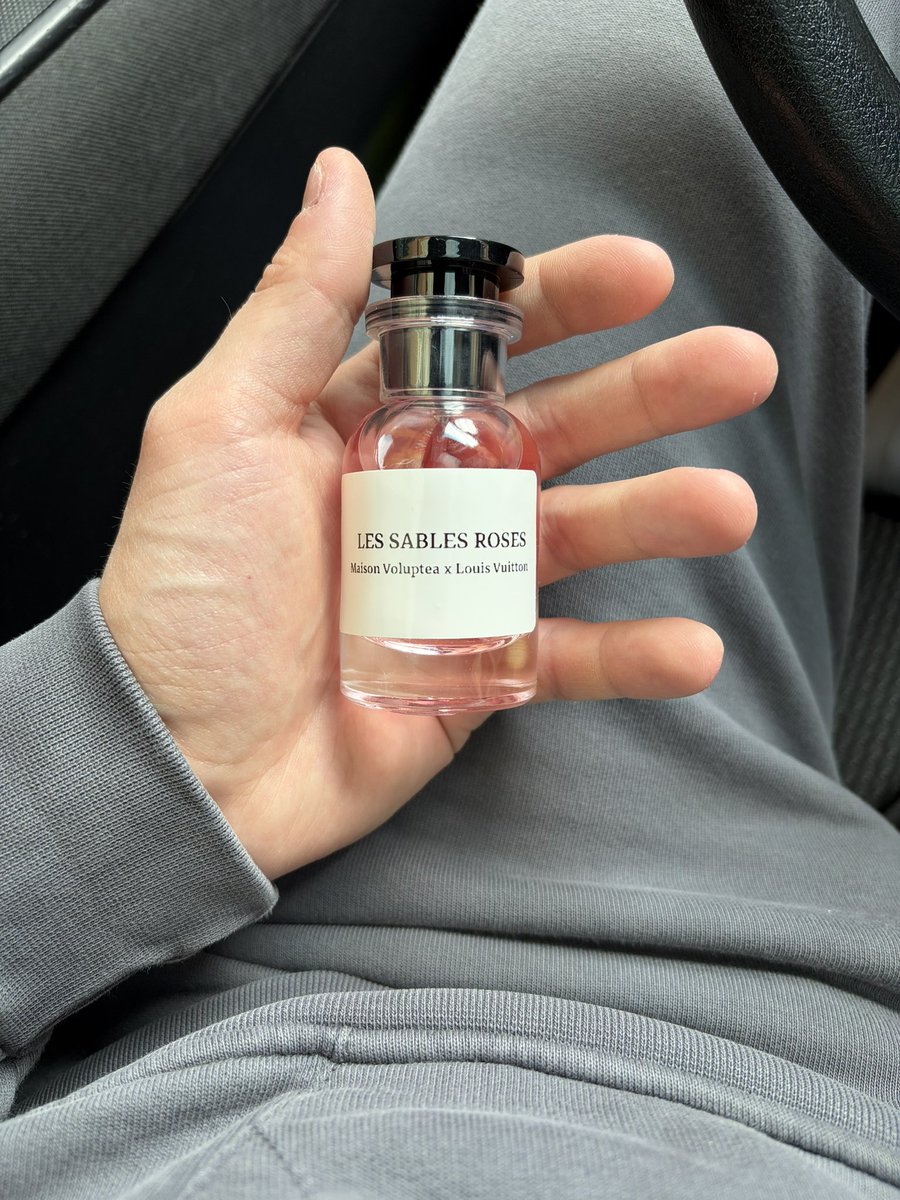 LES SABLES ROSES
Maison Voluptea x Louis Vuitton